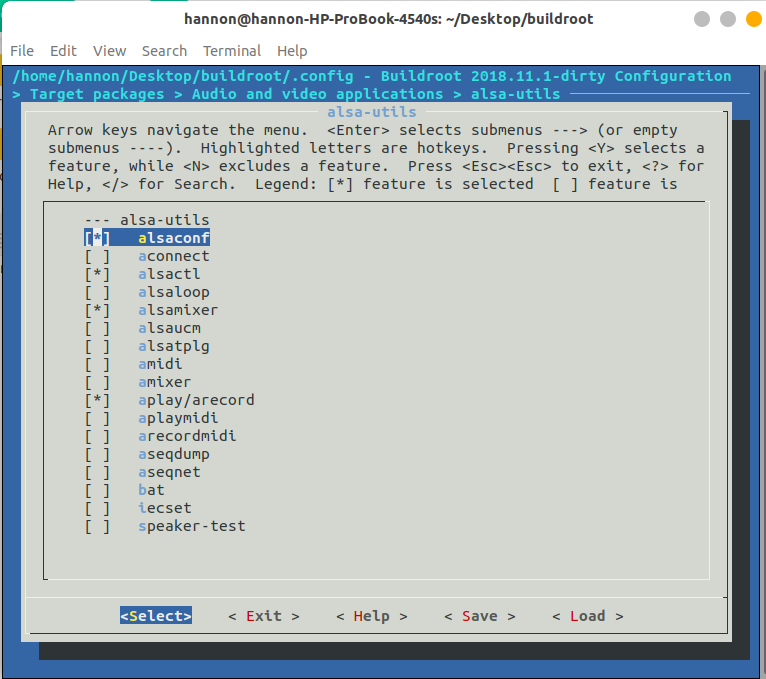 hannon@hannon-HP-ProBook-4540s: ~/Desktop/buildroot
File Edit View Search Terminal Help
/home/hannon/Desktop/buildroot/.config - Buildroot 2018.11.1-dirty Configuration
> Target packages > Audio and video applications > alsa-utils
alsa-utils
Arrow keys navigate the menu. <Enter> selects submenus ---> (or empty
submenus ----). Highlighted letters are hotkeys. Pressing <Y> selects a
feature, while <N> excludes a feature. Press <Esc><Esc> to exit, <?> for
Help, </> for Search. Legend: [*] feature is selected [ ] feature is
--- alsa-utils
[*] alsaconf
[ ] aconnect
[*] alsactl
[ ] alsaloop
[*] alsamixer
[ ] alsaucm
[ ] alsatplg
[ ] amidi
[ ] amixer
[*] aplay/arecord
[ ] aplaymidi
[ ] arecordmidi
[ ] aseqdump
[ ] aseqnet
[ ] bat
[ ] iecset
[ ] speaker-test
<Select> < Exit > < Help > < Save > < Load >